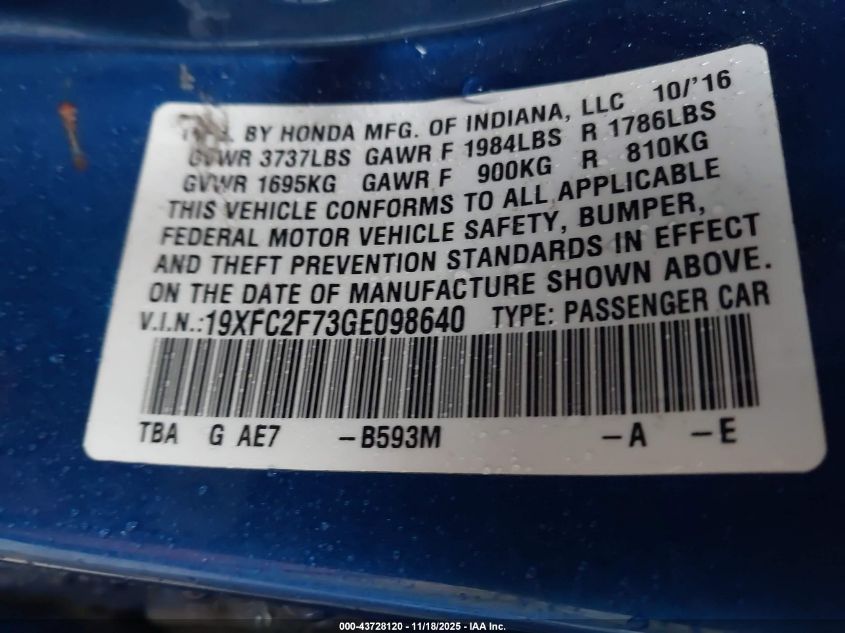 BY HONDA MFG. OF INDIANA, LLC 10/'16
GVWR 3737LBS GAWR F 1984LBS R 1786LBS
GVWR 1695KG GAWR F 900KG R 810KG
THIS VEHICLE CONFORMS TO ALL APPLICABLE
FEDERAL MOTOR VEHICLE SAFETY, BUMPER,
AND THEFT PREVENTION STANDARDS IN EFFECT
ON THE DATE OF MANUFACTURE SHOWN ABOVE.
V.I.N.:19XFC2F73GE098640 TYPE: PASSENGER CAR
TBA G AE7 -B593M -A -E
000-43728120 - 11/18/2025 - IAA Inc.